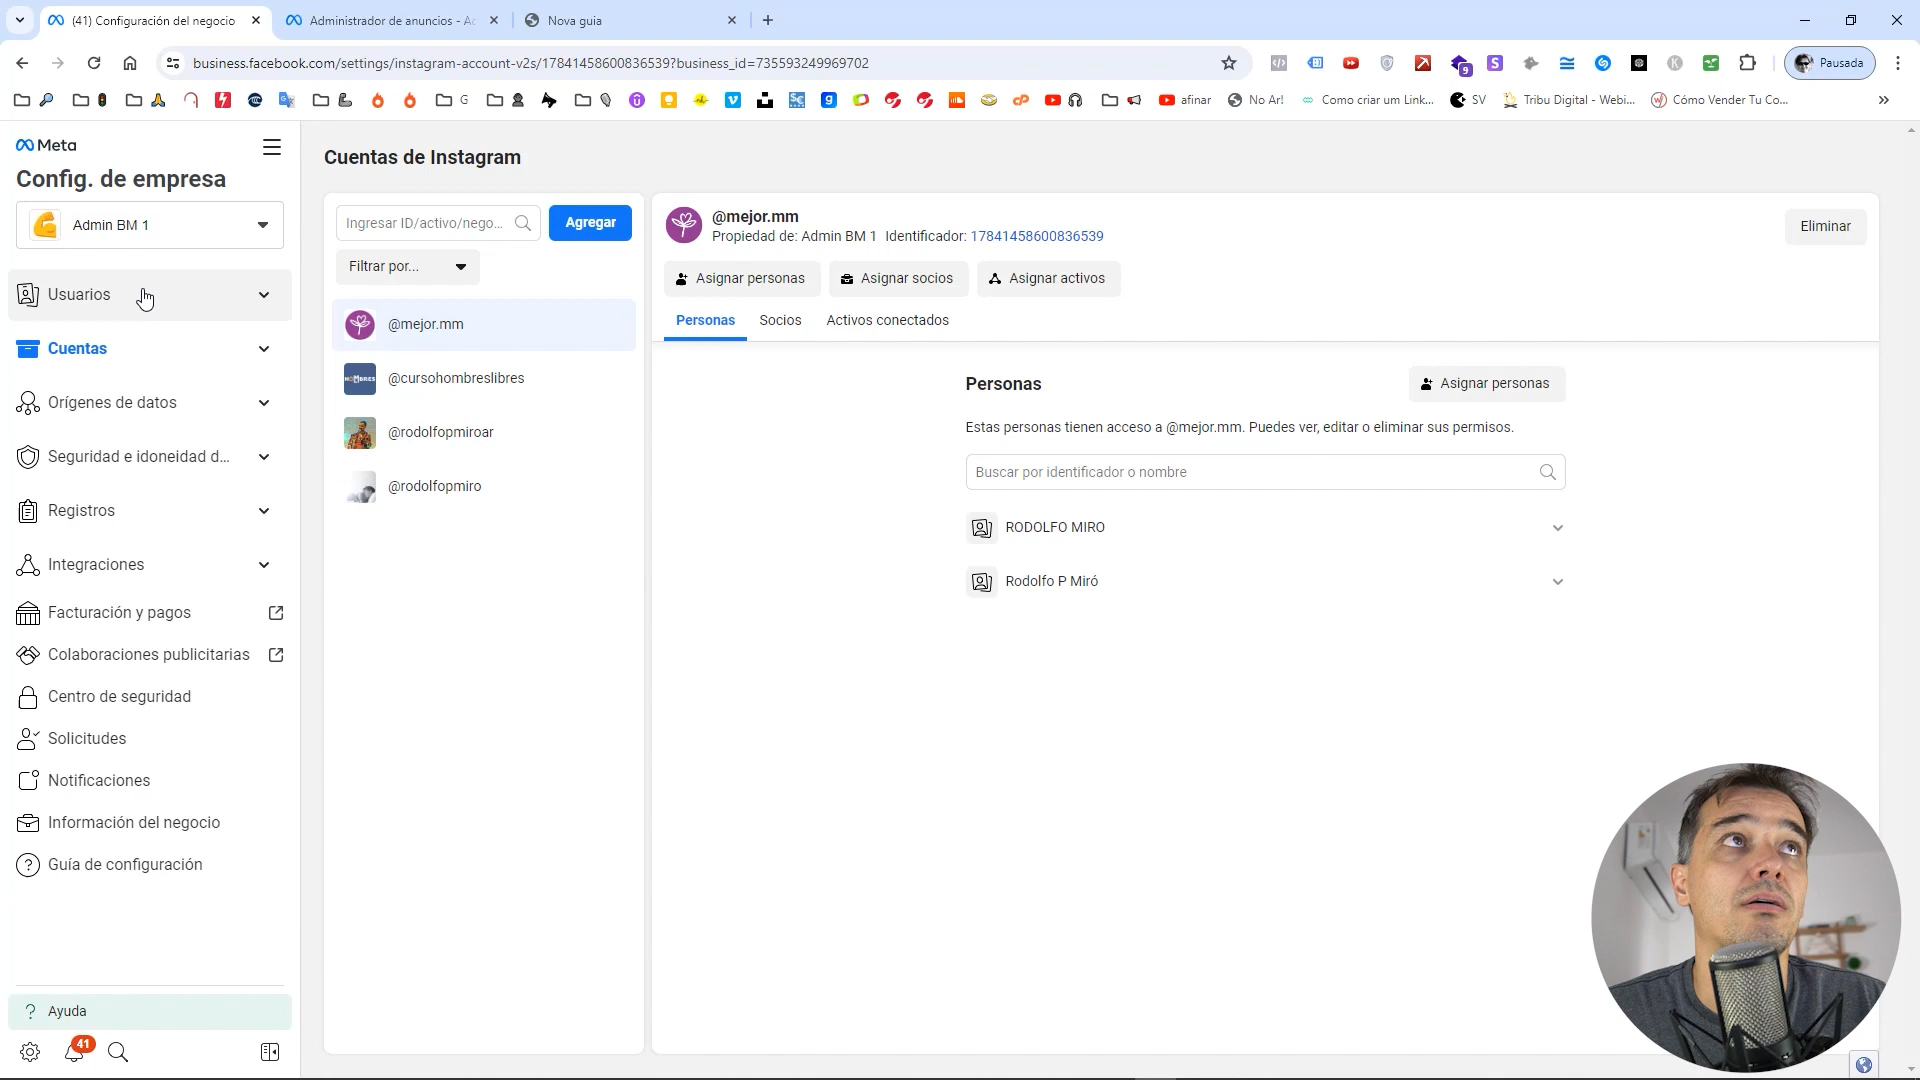 (41) Configuración del negocio
Administrador de anuncios - Ac
Nova guia
business.facebook.com/settings/instagram-account-v2s/17841458600836539?business_id=735593249969702
9
Pausada
G
afinar
No Ar!
Como criar um Link...
SV
Tribu Digital - Webi...
Cómo Vender Tu Co...
Meta
Config. de empresa
Admin BM 1
Usuarios
Cuentas
Orígenes de datos
Seguridad e idoneidad d...
Registros
Integraciones
Facturación y pagos
Colaboraciones publicitarias
Centro de seguridad
Solicitudes
Notificaciones
Información del negocio
Guía de configuración
Ayuda
41
Cuentas de Instagram
Ingresar ID/activo/nego...
Agregar
Filtrar por...
@mejor.mm
@cursohombreslibres
@rodolfopmiroar
@rodolfopmiro
@mejor.mm
Propiedad de: Admin BM 1 Identificador: 17841458600836539
Eliminar
Asignar personas
Asignar socios
Asignar activos
Personas
Socios
Activos conectados
Personas
Asignar personas
Estas personas tienen acceso a @mejor.mm. Puedes ver, editar o eliminar sus permisos.
Buscar por identificador o nombre
RODOLFO MIRO
Rodolfo P Miró